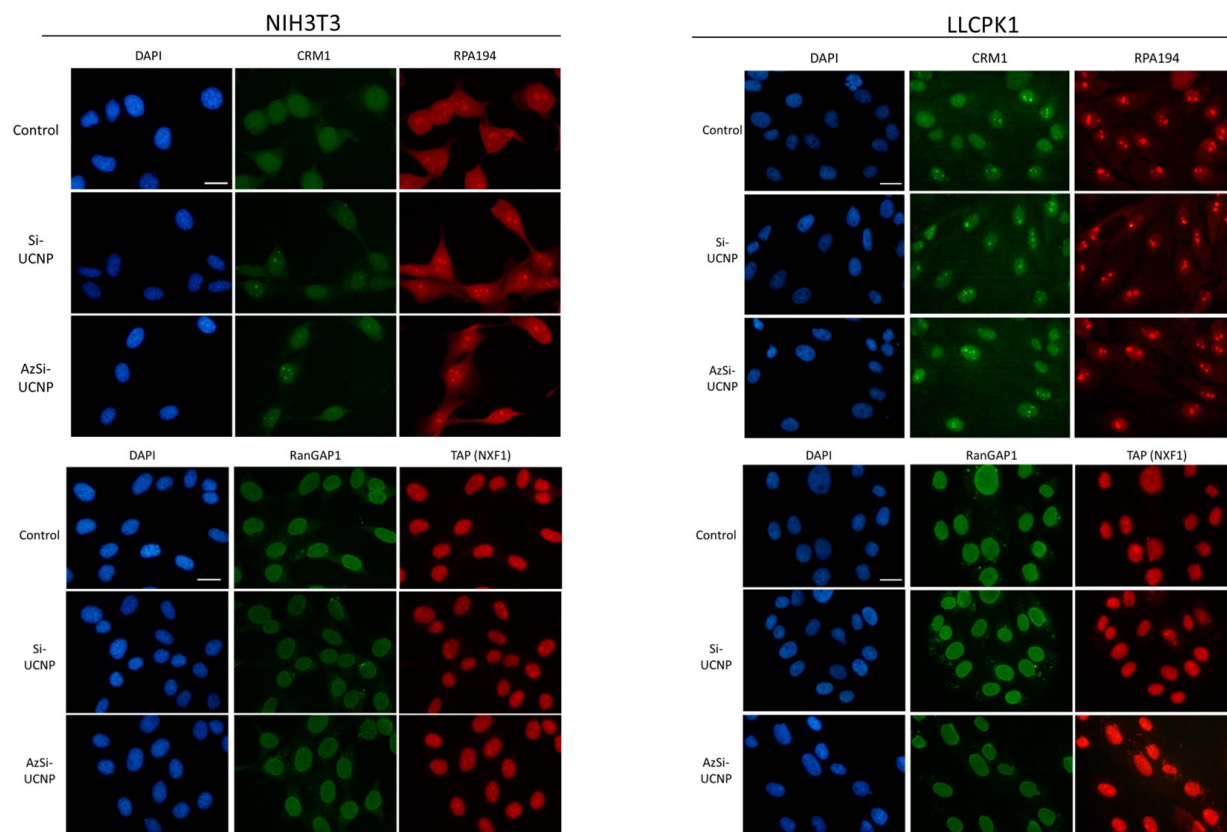 NIH3T3
DAPI CRM1 RPA194
Control
Si-
UCNP
AzSi-
UCNP
DAPI RanGAP1 TAP (NXF1)
Control
Si-
UCNP
AzSi-
UCNP
LLCPK1
DAPI CRM1 RPA194
Control
Si-
UCNP
AzSi-
UCNP
DAPI RanGAP1 TAP (NXF1)
Control
Si-
UCNP
AzSi-
UCNP